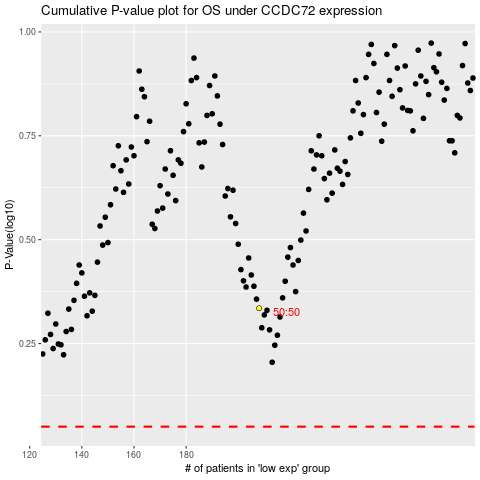 Cumulative P-value plot for OS under CCDC72 expression
1.00
0.75
0.50
0.25
P-Value(log10)
50:50
120 140 160 180
# of patients in 'low exp' group